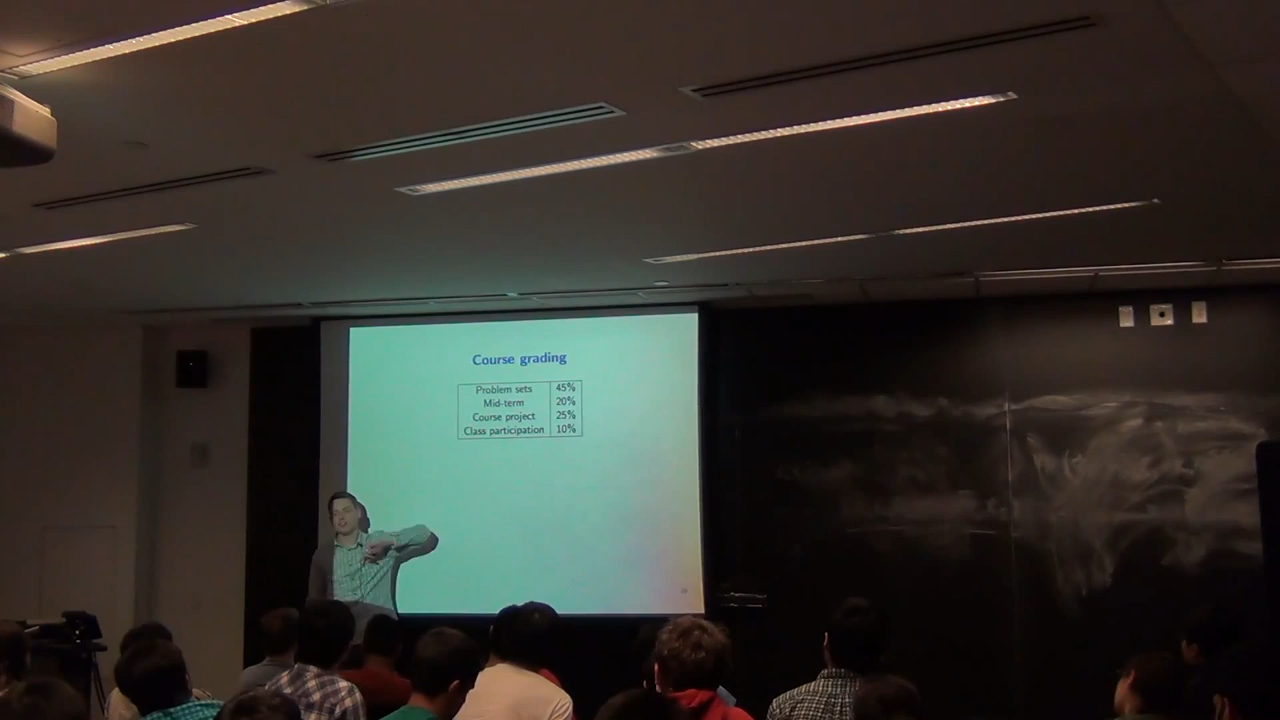 Course grading
Problem sets 45%
Mid-term 20%
Course project 25%
Class participation 10%